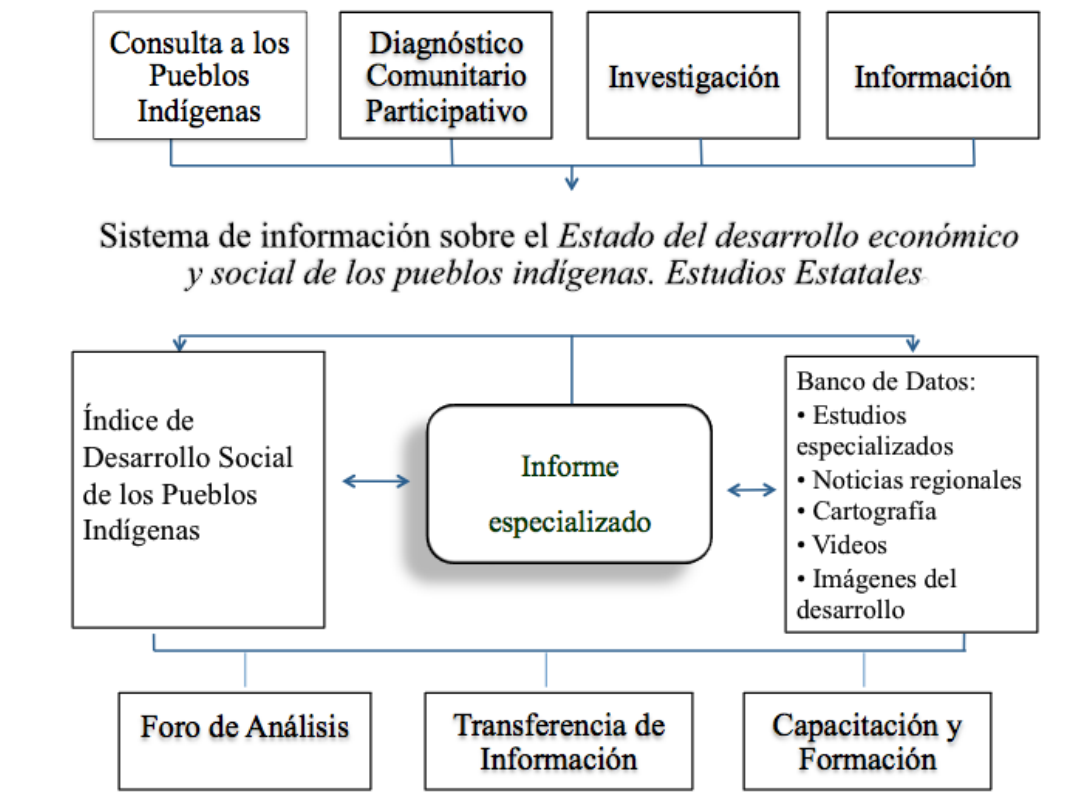 Consulta a los
Pueblos
Indígenas
Diagnóstico
Comunitario
Participativo
Investigación
Información
Sistema de información sobre el Estado del desarrollo económico
y social de los pueblos indígenas. Estudios Estatales
Índice de
Desarrollo Social
de los Pueblos
Indígenas
Informe
especializado
Banco de Datos:
• Estudios
especializados
• Noticias regionales
• Cartografía
• Videos
• Imágenes del
desarrollo
Foro de Análisis
Transferencia de
Información
Capacitación y
Formación